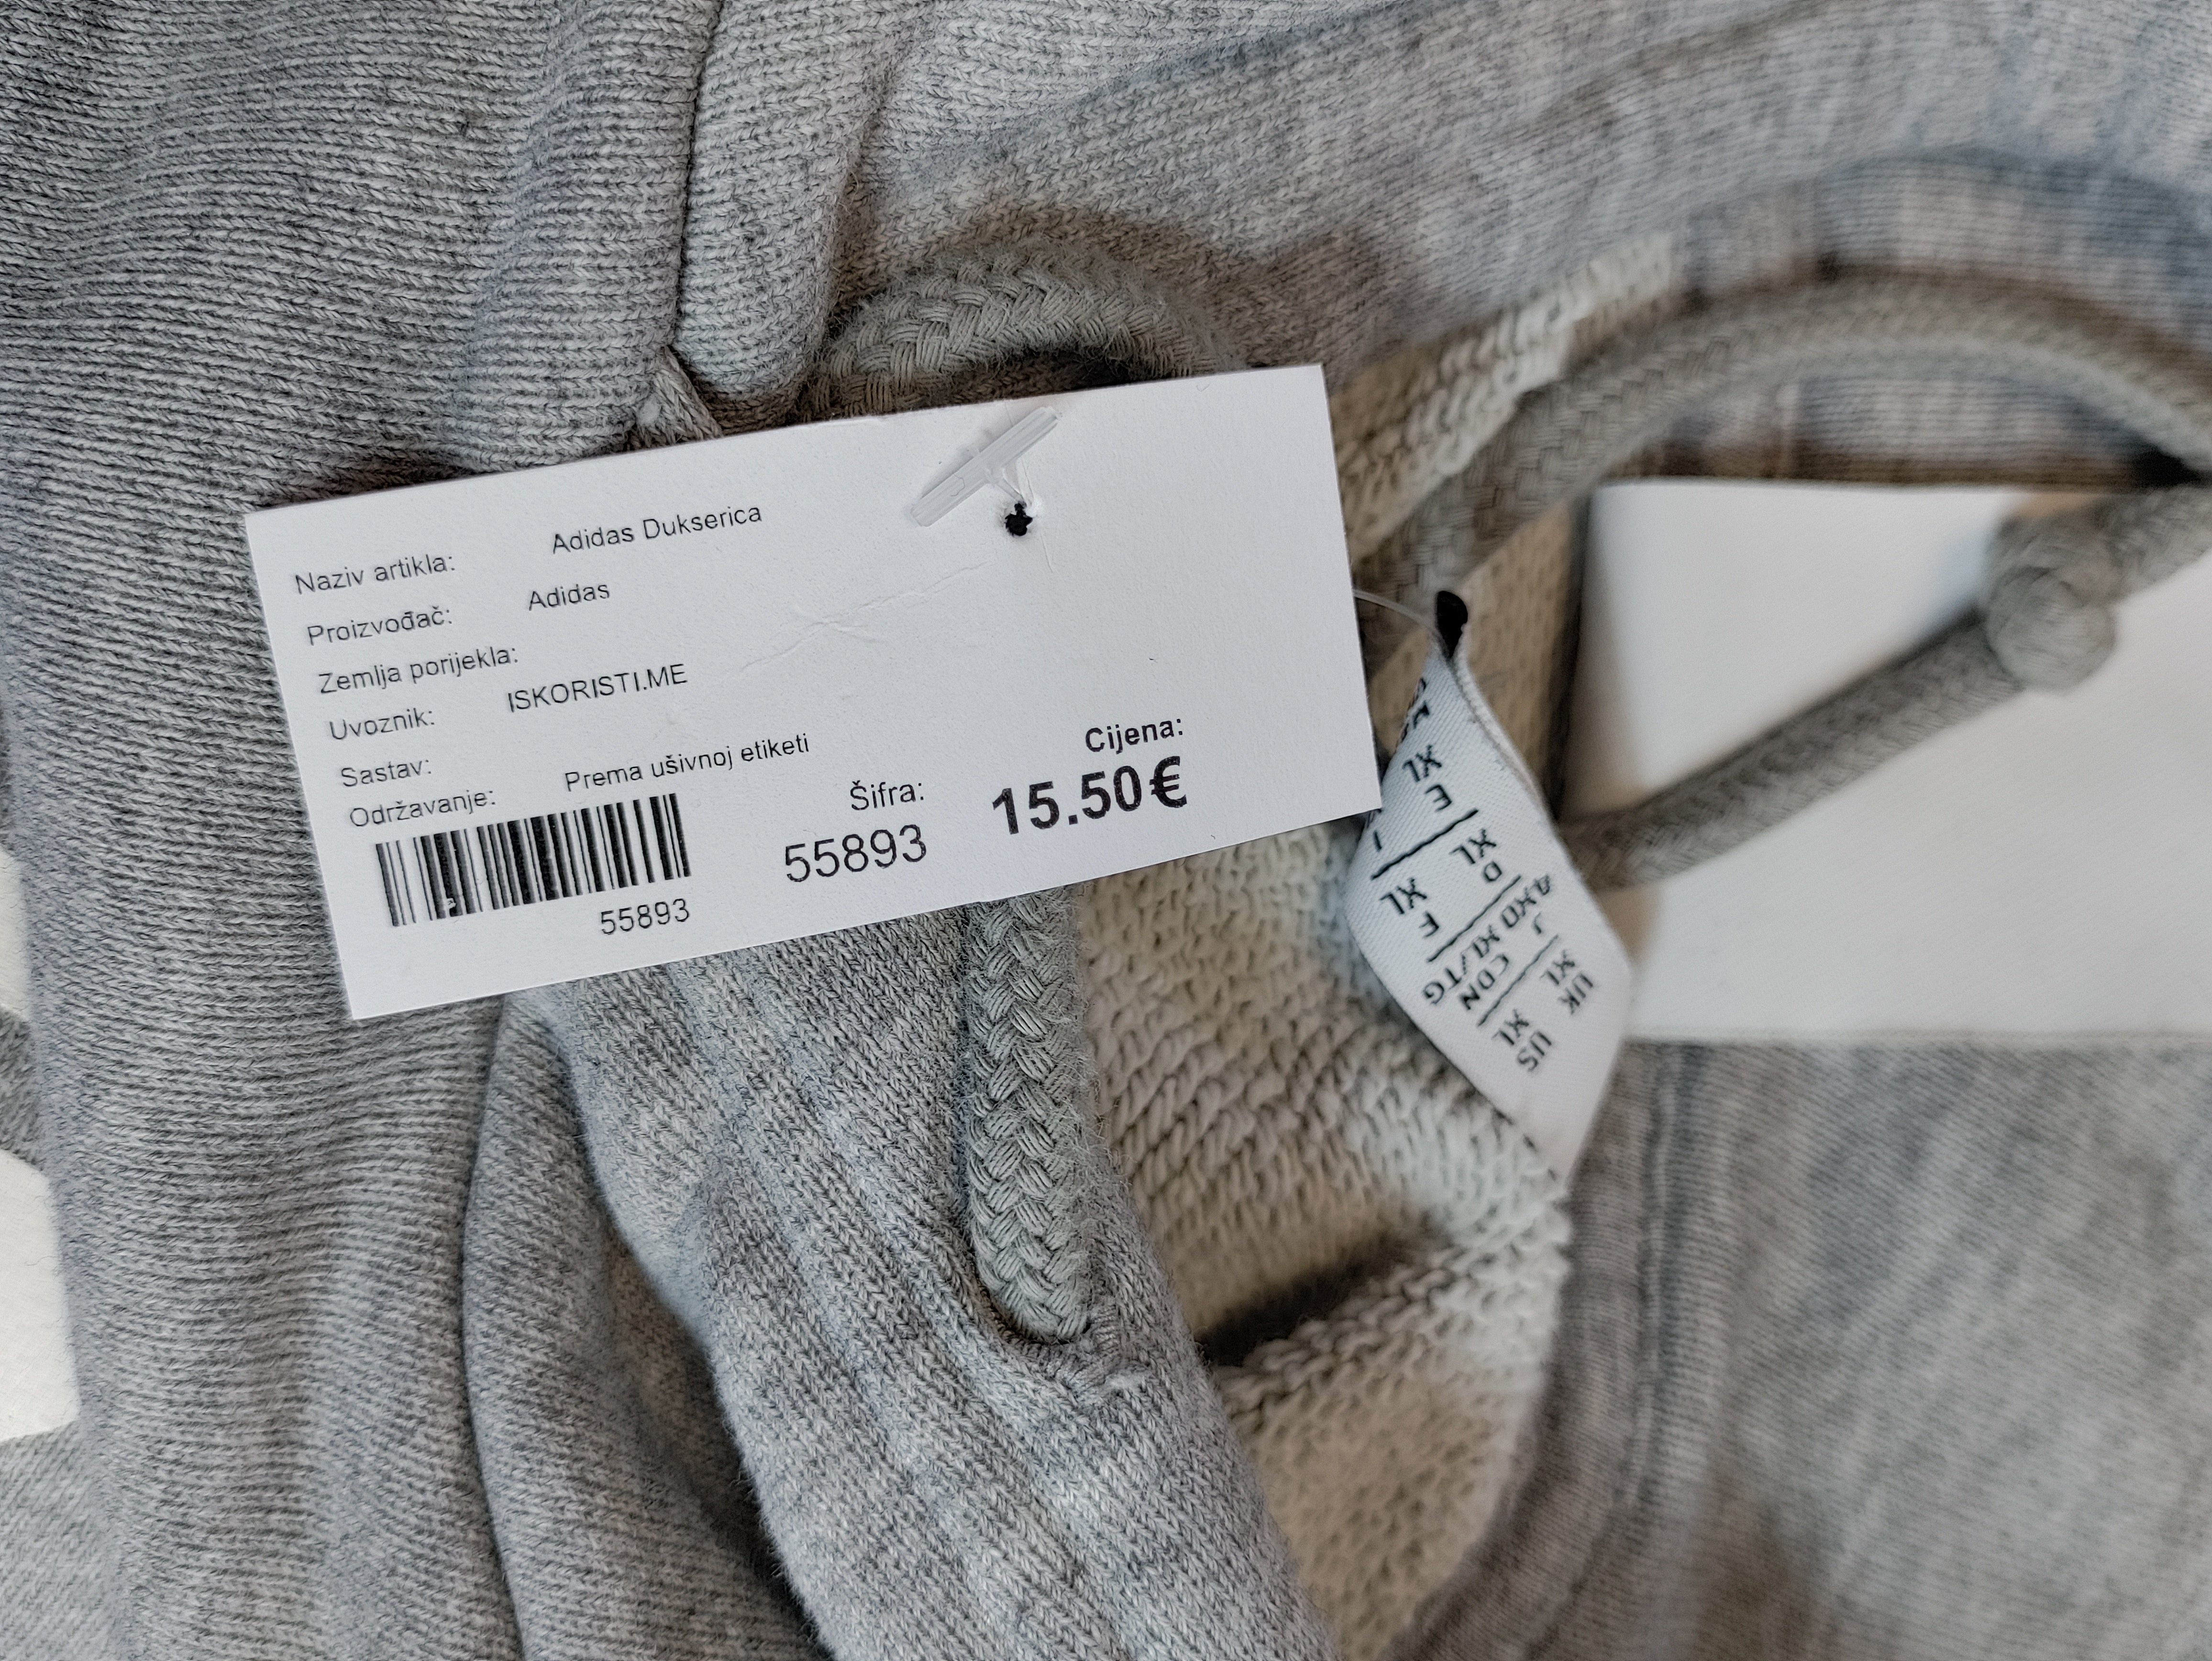 Naziv artikla: Adidas Dukserica
Proizvođač: Adidas
Zemlja porijekla:
Uvoznik: ISKORISTI.ME
Sastav:
Održavanje: Prema ušivnoj etiketi
Šifra: Cijena:
55893 15.50€
55893
US UK
XL XL
CDN J
XL/TG 4XO
F D
XL XL
E
XL